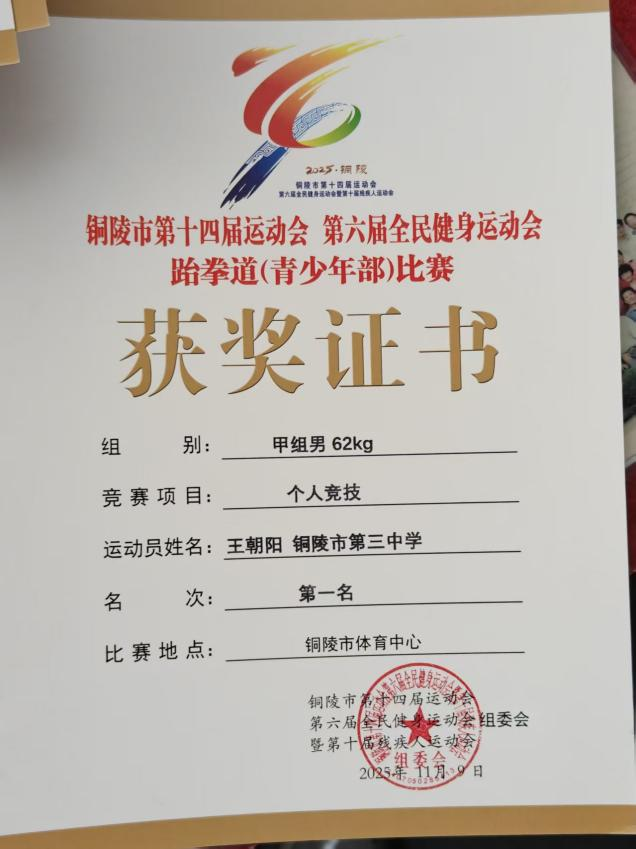 2025·铜陵
铜陵市第十四届运动会
第六届全民健身运动会暨第十届残疾人运动会
铜陵市第十四届运动会 第六届全民健身运动会
跆拳道(青少年部)比赛
获奖证书
组 别: 甲组男 62kg
竞赛项目: 个人竞技
运动员姓名: 王朝阳 铜陵市第三中学
名 次: 第一名
比赛地点: 铜陵市体育中心
铜陵市第十四届运动会
第六届全民健身运动会 组委会
暨第十届残疾人运动会
组委会
2025年 11月 9日